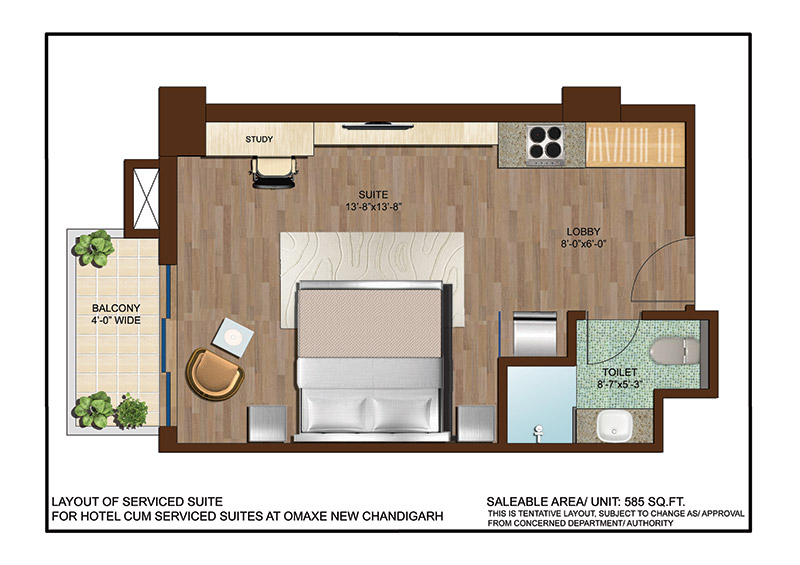 STUDY
SUITE
13'-8"x13'-8"
LOBBY
8'-0"x6'-0"
BALCONY
4'-0" WIDE
TOILET
8'-7"x5'-3"
LAYOUT OF SERVICED SUITE
FOR HOTEL CUM SERVICED SUITES AT OMAXE NEW CHANDIGARH
SALEABLE AREA/ UNIT: 585 SQ.FT.
THIS IS TENTATIVE LAYOUT, SUBJECT TO CHANGE AS/ APPROVAL
FROM CONCERNED DEPARTMENT/ AUTHORITY